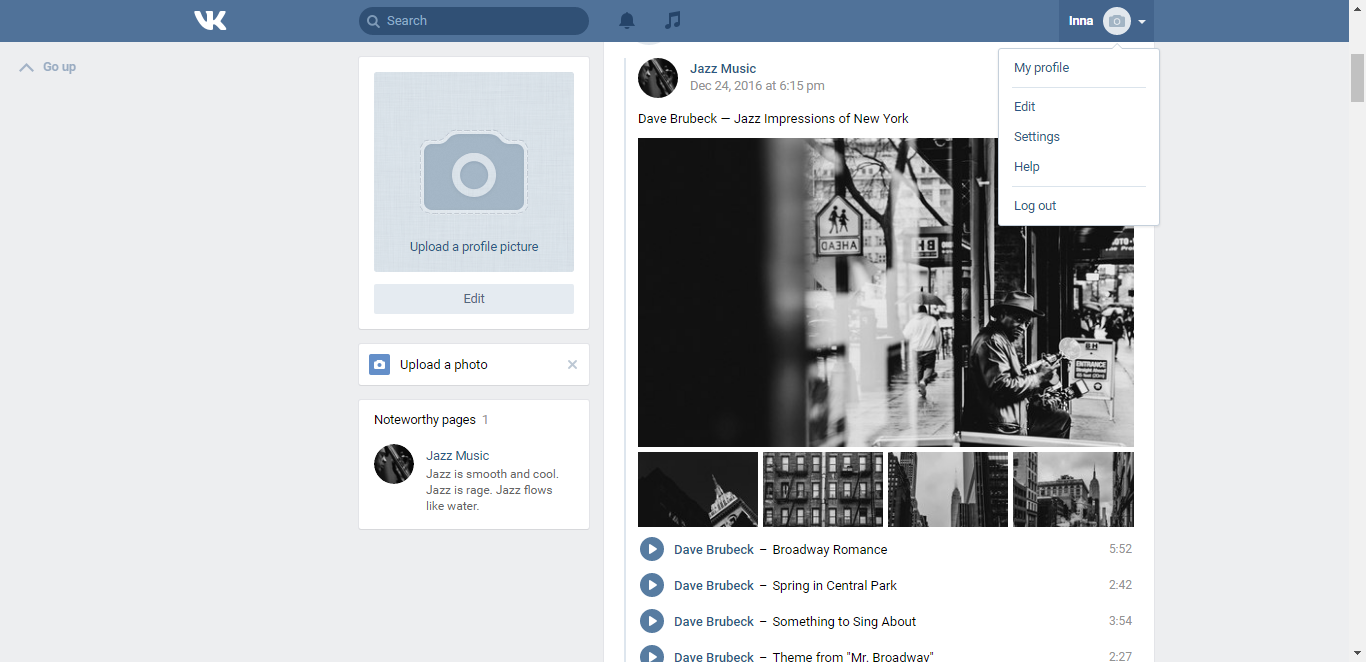 VK
Search
Inna
Go up
My profile
Edit
Settings
Help
Log out
Upload a profile picture
Edit
Upload a photo
Noteworthy pages 1
Jazz Music
Jazz is smooth and cool.
Jazz is rage. Jazz flows
like water.
Jazz Music
Dec 24, 2016 at 6:15 pm
Dave Brubeck — Jazz Impressions of New York
AHEAD
ENTRANCE
Dave Brubeck – Broadway Romance 5:52
Dave Brubeck – Spring in Central Park 2:42
Dave Brubeck – Something to Sing About 3:54
Dave Brubeck – Theme from "Mr. Broadway" 2:27